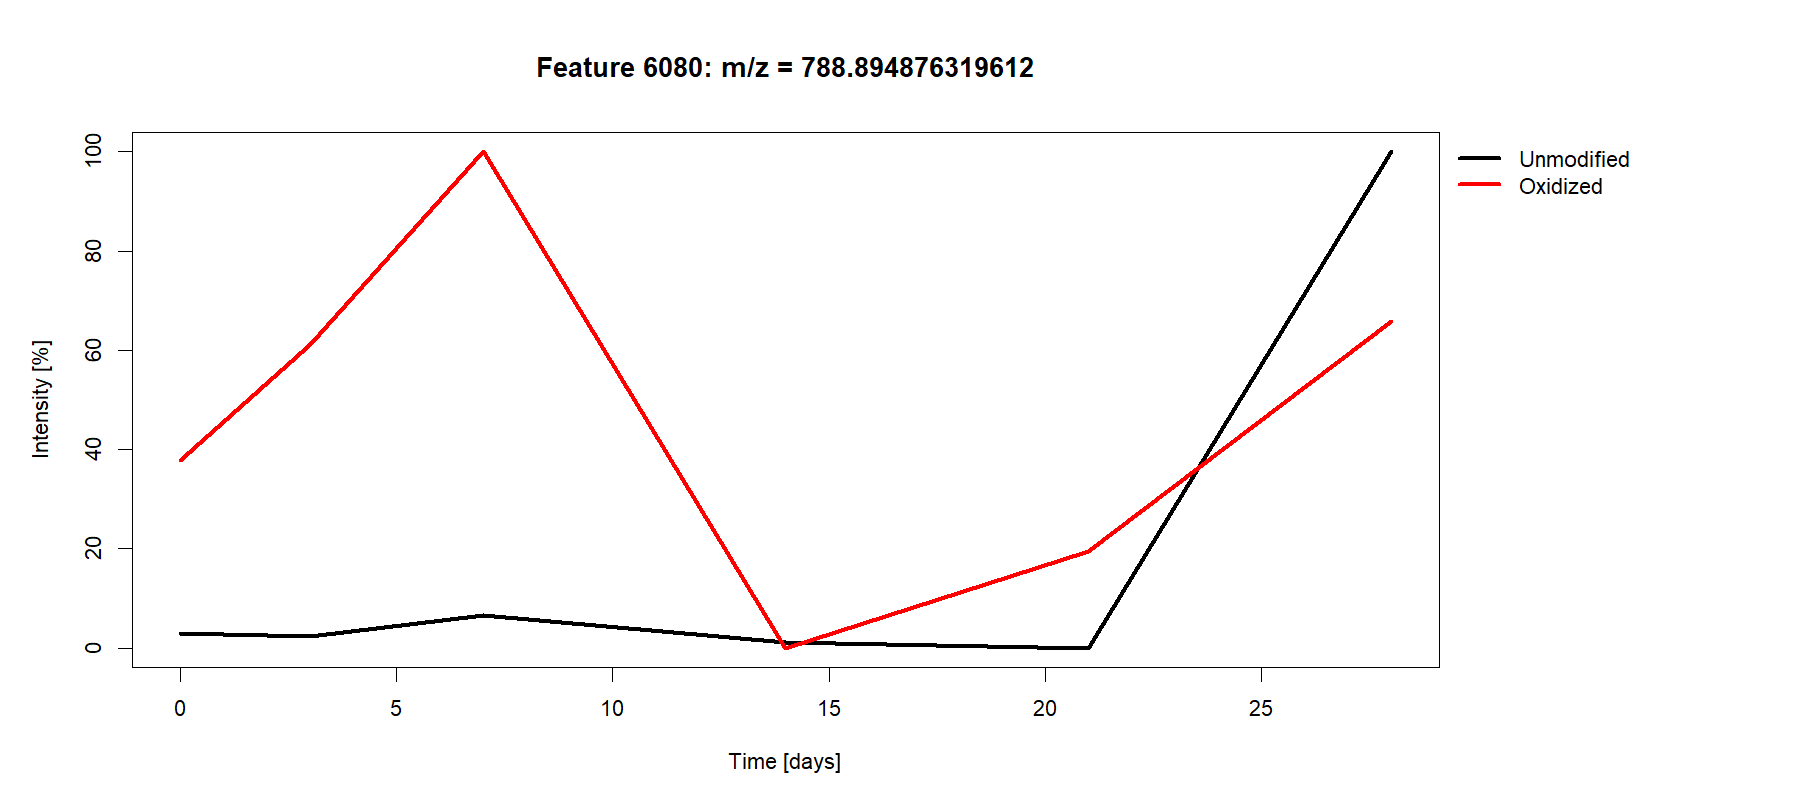 Feature 6080: m/z = 788.894876319612
Unmodified
Oxidized
Intensity [%]
100
80
60
40
20
0
0 5 10 15 20 25
Time [days]